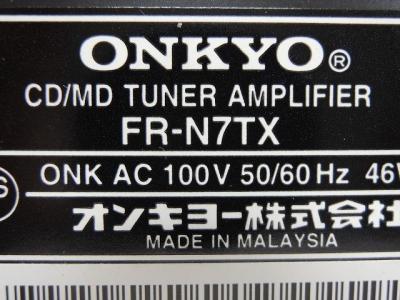 ONKYO®
CD/MD TUNER AMPLIFIER
FR-N7TX
ONK AC 100V 50/60Hz 46W
オンキヨー株式会社
MADE IN MALAYSIA